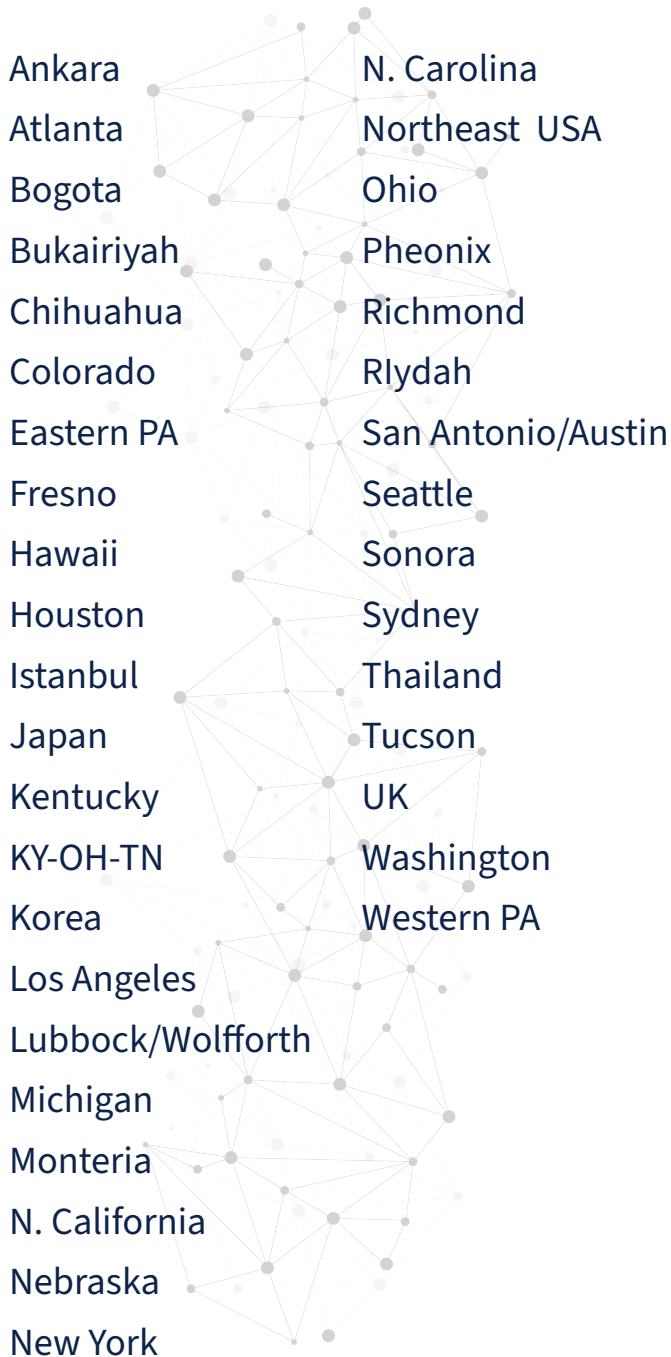 Ankara
Atlanta
Bogota
Bukairiyah
Chihuahua
Colorado
Eastern PA
Fresno
Hawaii
Houston
Istanbul
Japan
Kentucky
KY-OH-TN
Korea
Los Angeles
Lubbock/Wolfforth
Michigan
Monteria
N. California
Nebraska
New York
N. Carolina
Northeast  USA
Ohio
Pheonix
Richmond
RIydah
San Antonio/Austin
Seattle
Sonora
Sydney
Thailand
Tucson
UK
Washington
Western PA